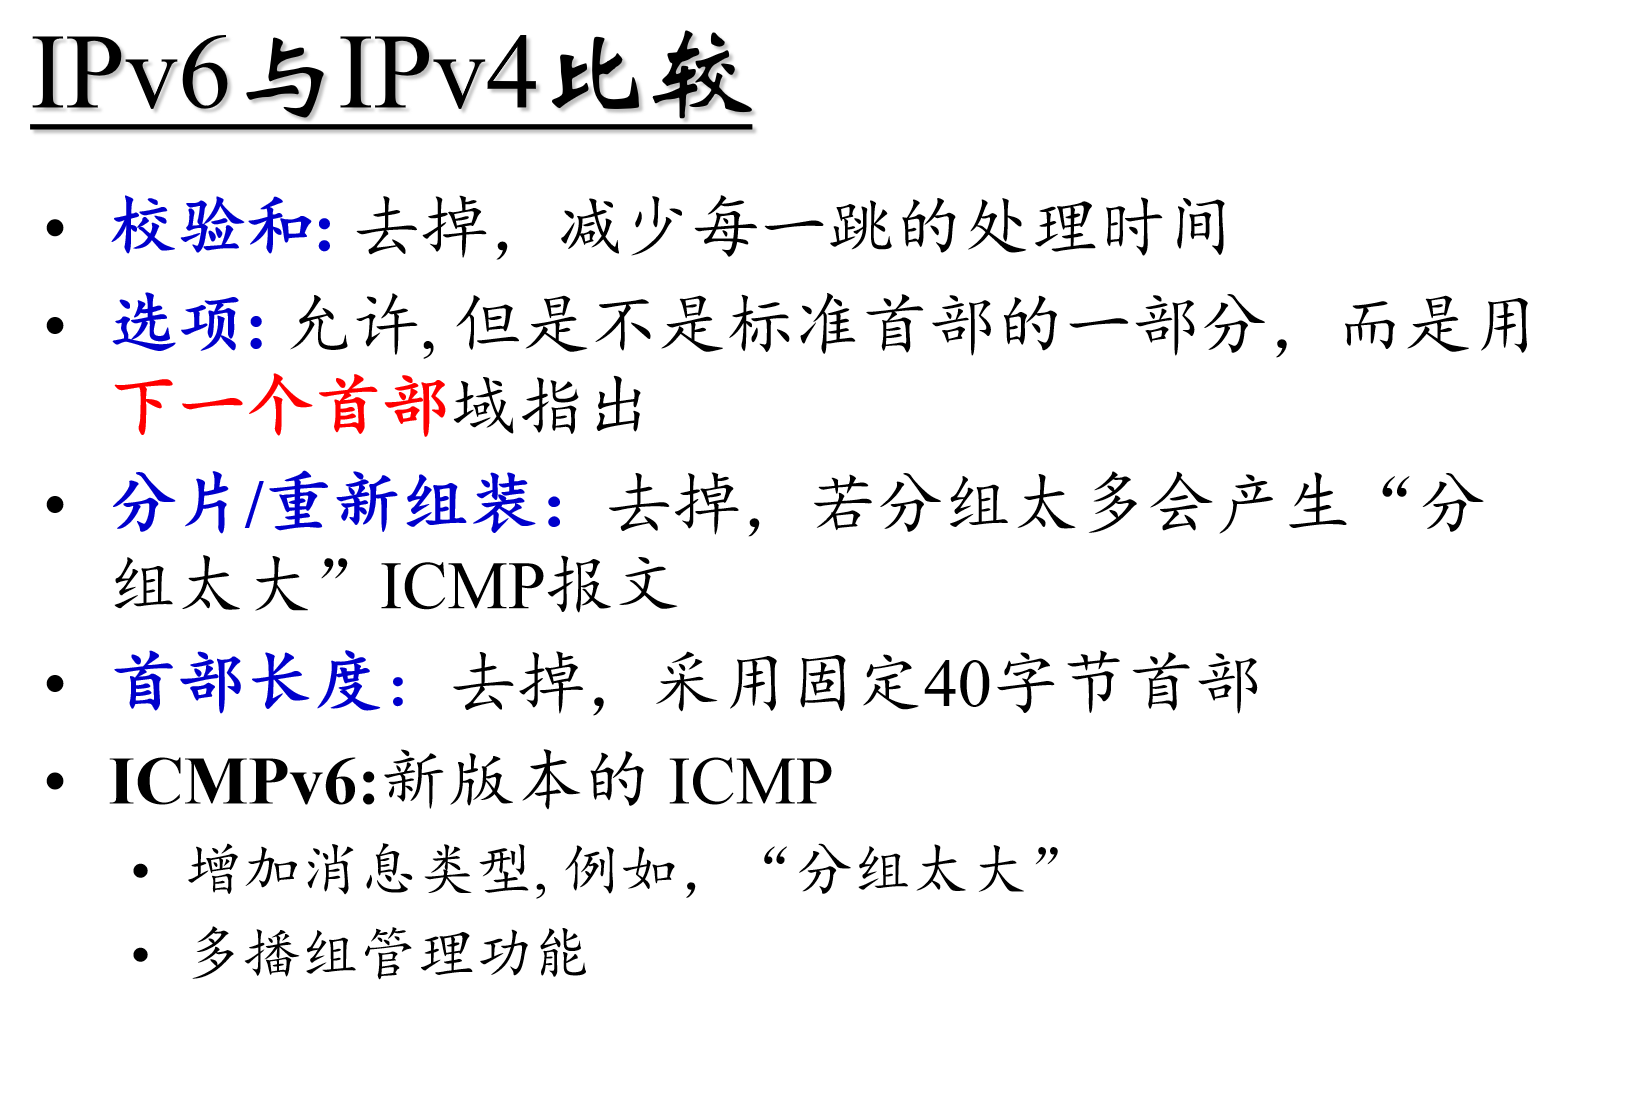 IPv6与IPv4比较
• 校验和: 去掉，减少每一跳的处理时间
• 选项: 允许, 但是不是标准首部的一部分，而是用
下一个首部域指出
• 分片/重新组装：去掉，若分组太多会产生“分
组太大”ICMP报文
• 首部长度：去掉，采用固定40字节首部
• ICMPv6:新版本的 ICMP
• 增加消息类型, 例如，“分组太大”
• 多播组管理功能